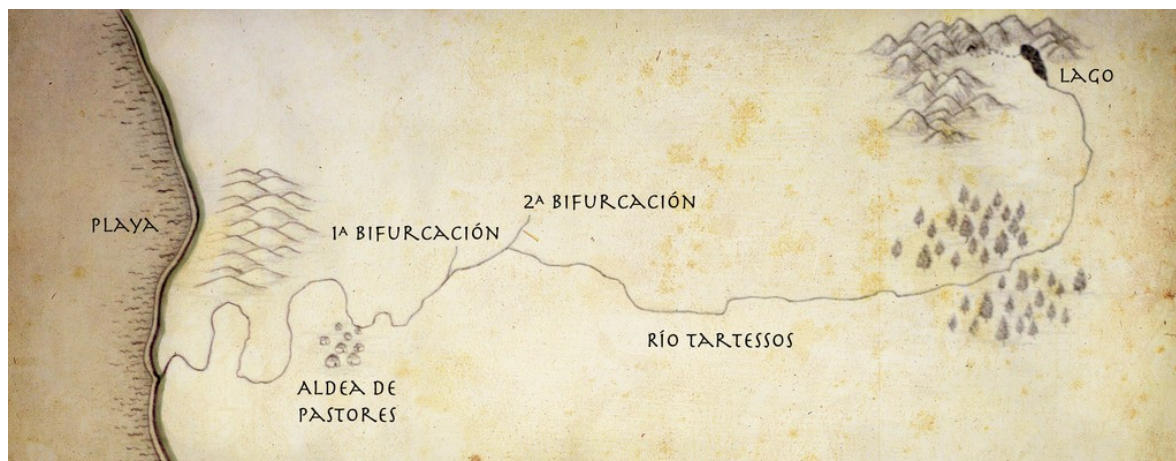 LAGO
2ª BIFURCACIÓN
PLAYA
1ª BIFURCACIÓN
RÍO TARTESSOS
ALDEA DE
PASTORES